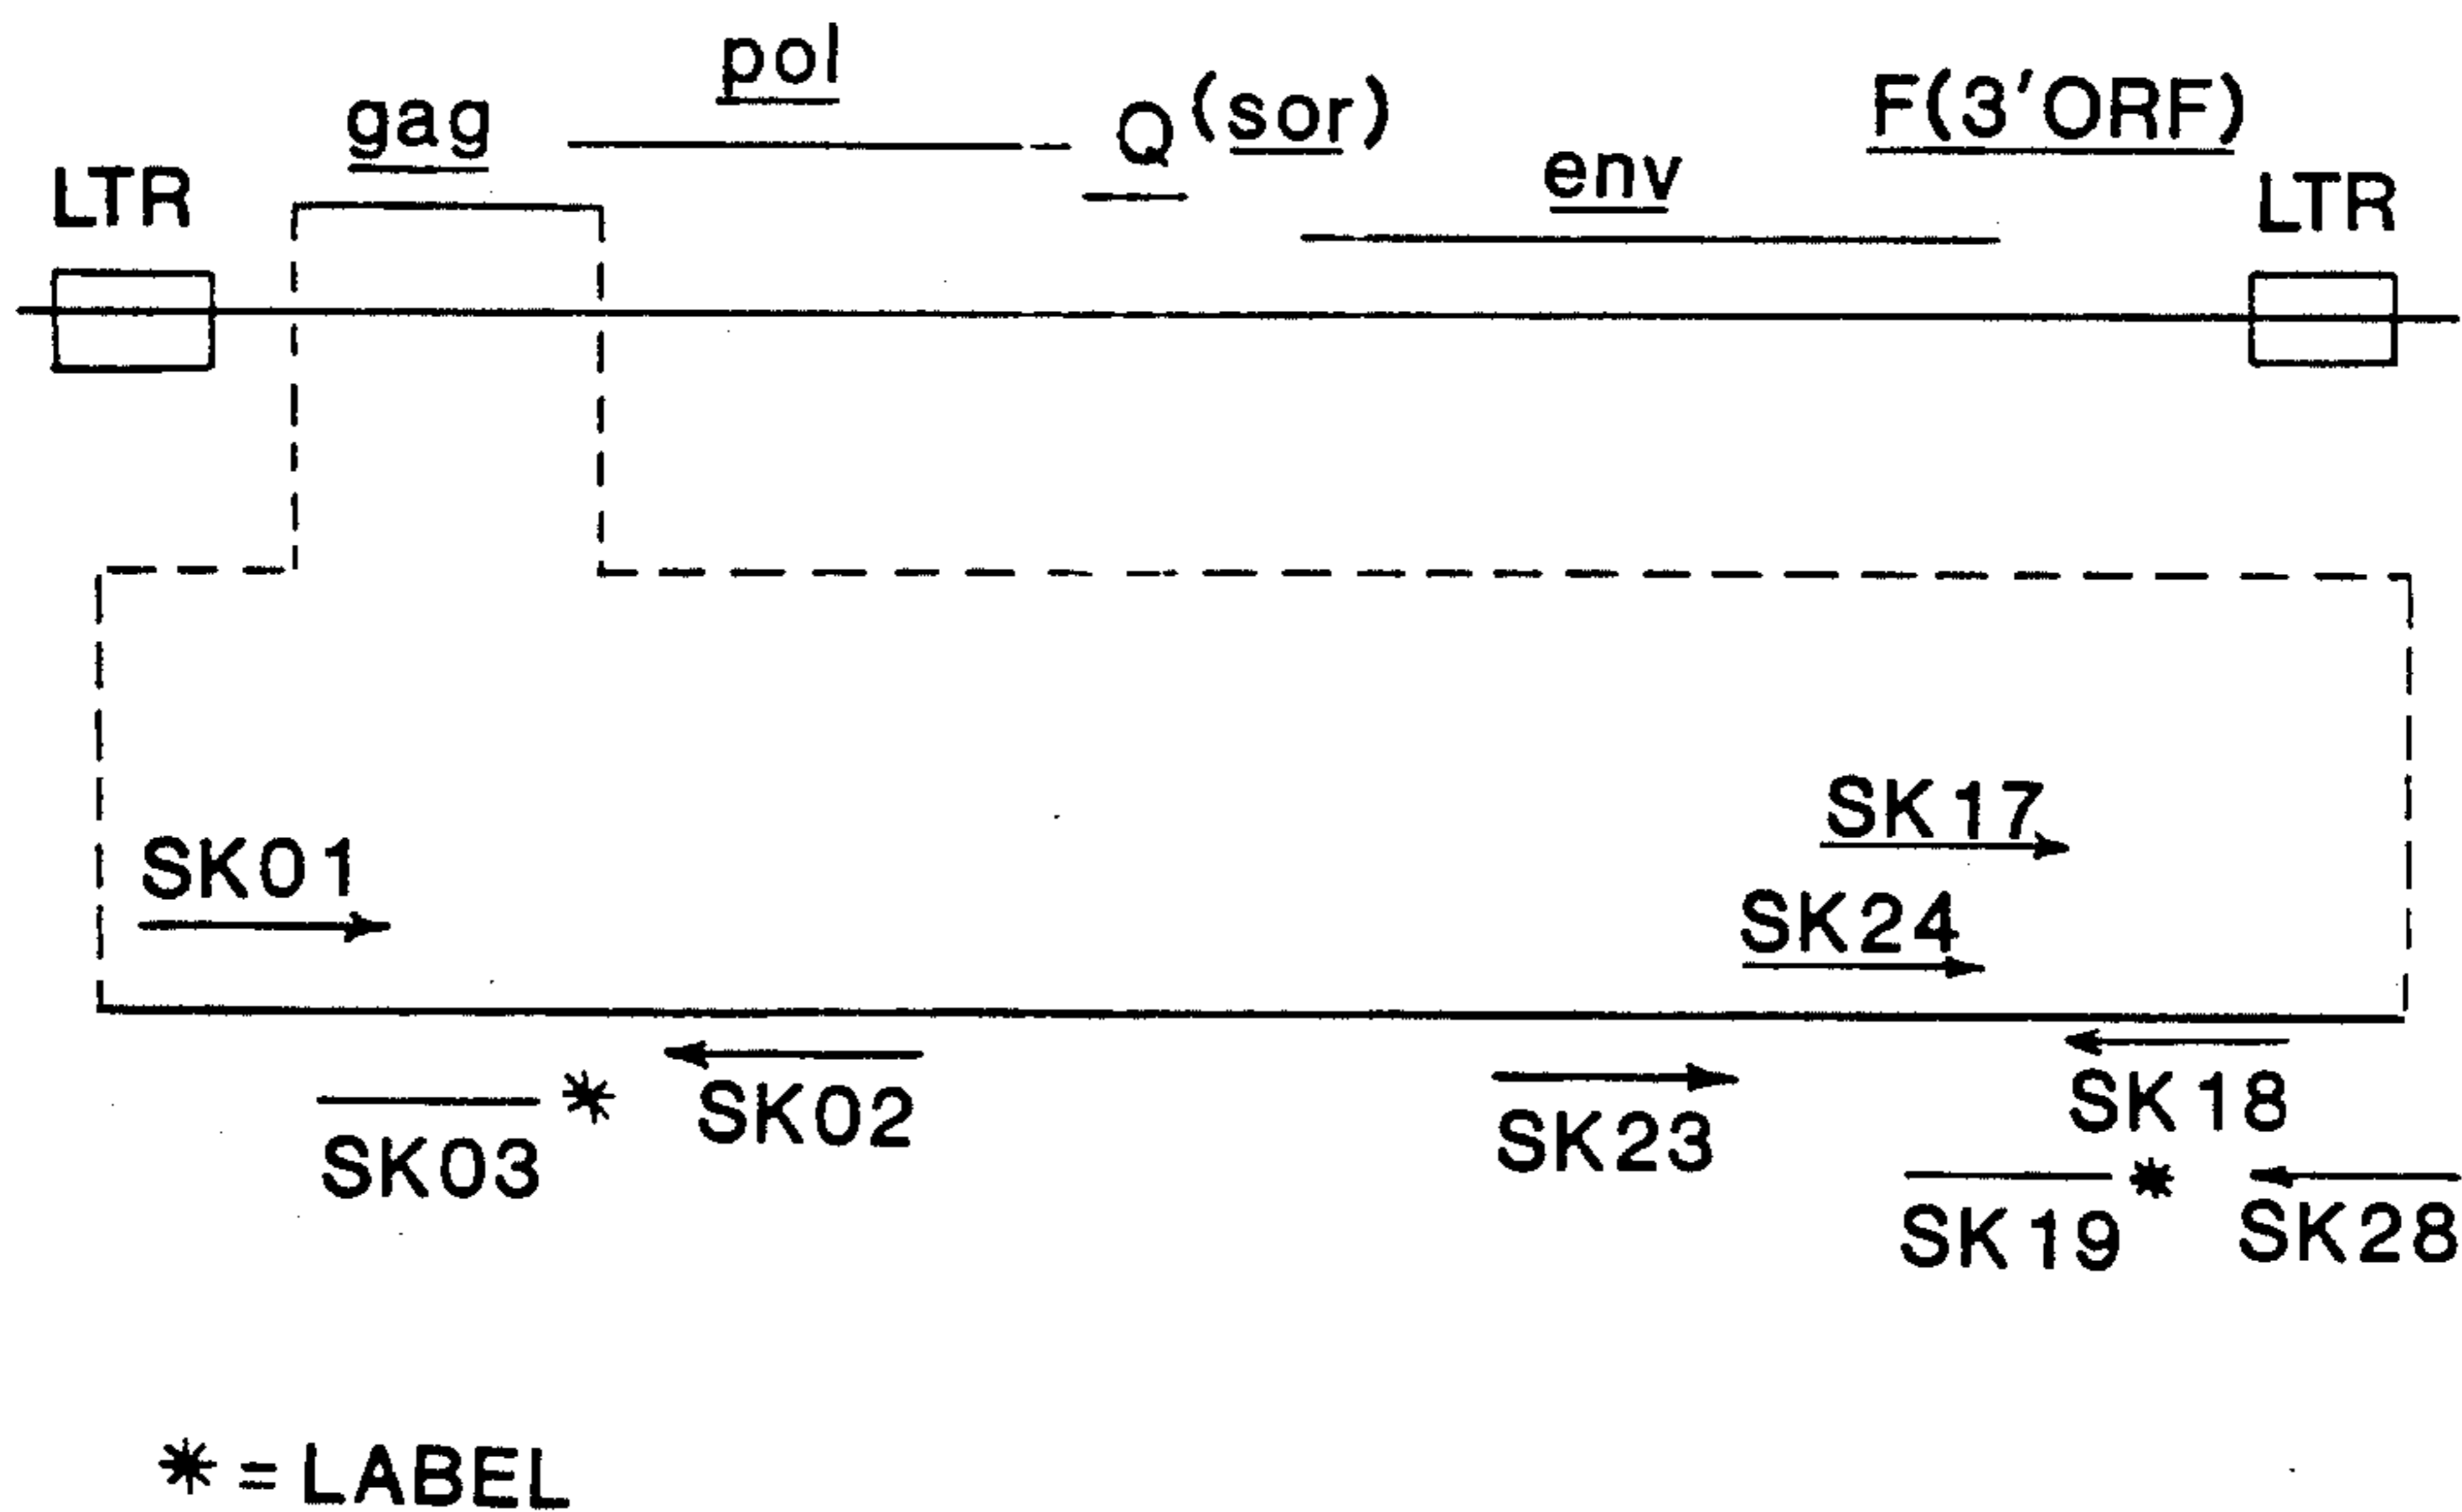 pol
gag
Q(sor)
F(3'ORF)
env
LTR
LTR
SK17
SK01
SK24
SK02
SK18
SK23
SK03*
SK19*
SK28
*=LABEL